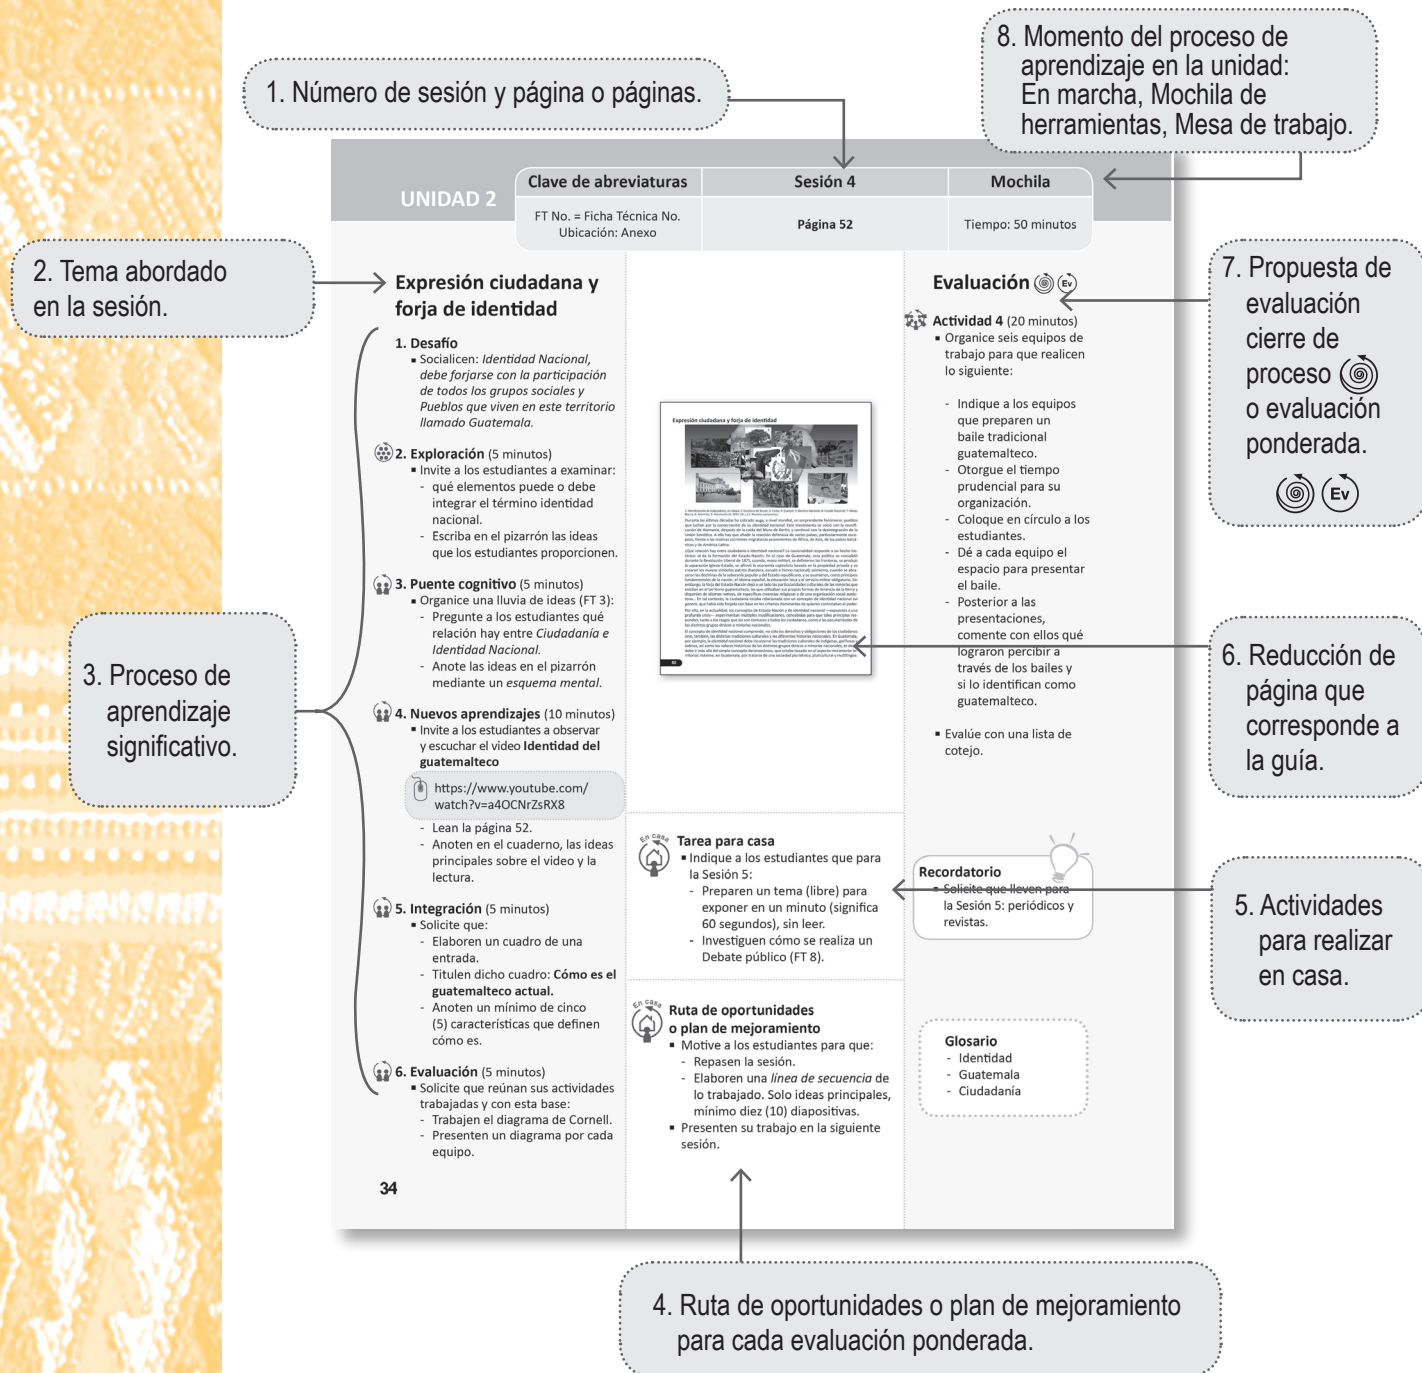 8. Momento del proceso de
aprendizaje en la unidad:
En marcha, Mochila de
herramientas, Mesa de trabajo.
1. Número de sesión y página o páginas.
UNIDAD 2
Clave de abreviaturas
Sesión 4
Mochila
FT No. = Ficha Técnica No.
Ubicación: Anexo
Página 52
Tiempo: 50 minutos
2. Tema abordado
en la sesión.
Expresión ciudadana y
forja de identidad
1. Desafío
▪ Socialicen: Identidad Nacional,
debe forjarse con la participación
de todos los grupos sociales y
Pueblos que viven en este territorio
llamado Guatemala.
2. Exploración (5 minutos)
▪ Invite a los estudiantes a examinar:
- qué elementos puede o debe
integrar el término identidad
nacional.
- Escriba en el pizarrón las ideas
que los estudiantes proporcionen.
3. Puente cognitivo (5 minutos)
▪ Organice una lluvia de ideas (FT 3):
- Pregunte a los estudiantes qué
relación hay entre Ciudadanía e
Identidad Nacional.
- Anote las ideas en el pizarrón
mediante un esquema mental.
4. Nuevos aprendizajes (10 minutos)
▪ Invite a los estudiantes a observar
y escuchar el video Identidad del
guatemalteco
https://www.youtube.com/
watch?v=a4OCNrZsRX8
- Lean la página 52.
- Anoten en el cuaderno, las ideas
principales sobre el video y la
lectura.
5. Integración (5 minutos)
▪ Solicite que:
- Elaboren un cuadro de una
entrada.
- Titulen dicho cuadro: Cómo es el
guatemalteco actual.
- Anoten un mínimo de cinco
(5) características que definen
cómo es.
6. Evaluación (5 minutos)
▪ Solicite que reúnan sus actividades
trabajadas y con esta base:
- Trabajen el diagrama de Cornell.
- Presenten un diagrama por cada
equipo.
34
3. Proceso de
aprendizaje
significativo.
Expresión ciudadana y forja de identidad
52
En casa
Tarea para casa
▪ Indique a los estudiantes que para
la Sesión 5:
- Preparen un tema (libre) para
exponer en un minuto (significa
60 segundos), sin leer.
- Investiguen cómo se realiza un
Debate público (FT 8).
En casa
Ruta de oportunidades
o plan de mejoramiento
▪ Motive a los estudiantes para que:
- Repasen la sesión.
- Elaboren una línea de secuencia de
lo trabajado. Solo ideas principales,
mínimo diez (10) diapositivas.
▪ Presenten su trabajo en la siguiente
sesión.
Evaluación Ev
Actividad 4 (20 minutos)
▪ Organice seis equipos de
trabajo para que realicen
lo siguiente:
- Indique a los equipos
que preparen un
baile tradicional
guatemalteco.
- Otorgue el tiempo
prudencial para su
organización.
- Coloque en círculo a los
estudiantes.
- Dé a cada equipo el
espacio para presentar
el baile.
- Posterior a las
presentaciones,
comente con ellos qué
lograron percibir a
través de los bailes y
si lo identifican como
guatemalteco.
▪ Evalúe con una lista de
cotejo.
Recordatorio
▪ Solicite que lleven para
la Sesión 5: periódicos y
revistas.
Glosario
- Identidad
- Guatemala
- Ciudadanía
7. Propuesta de
evaluación
cierre de
proceso
o evaluación
ponderada.
Ev
6. Reducción de
página que
corresponde a
la guía.
5. Actividades
para realizar
en casa.
4. Ruta de oportunidades o plan de mejoramiento
para cada evaluación ponderada.